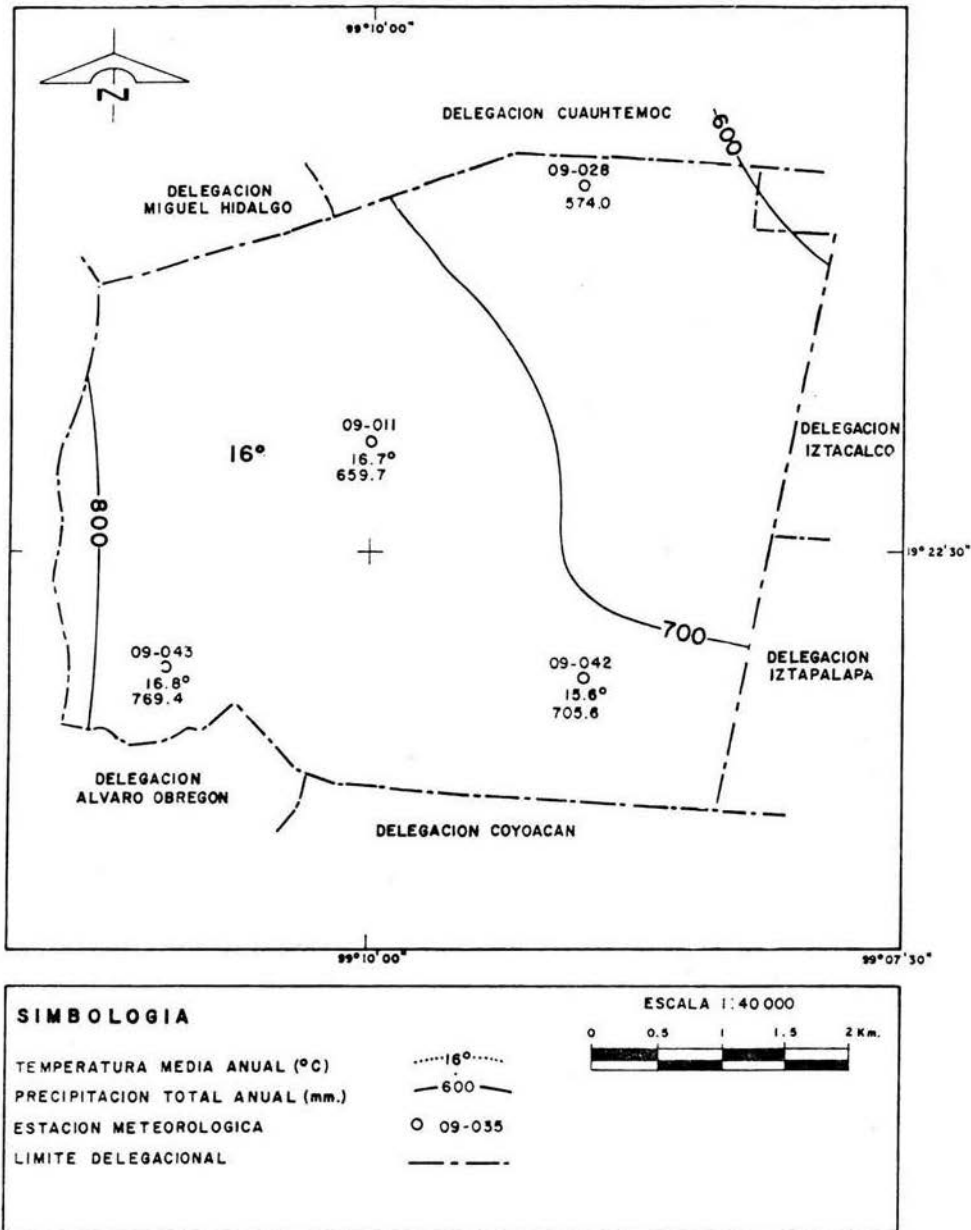 99°10'00"
N
DELEGACION CUAUHTEMOC
600
09-028
574.0
DELEGACION
MIGUEL HIDALGO
09-011
16.7°
659.7
16°
DELEGACION
IZTACALCO
800
19°22'30"
700
09-043
16.8°
769.4
09-042
15.6°
705.6
DELEGACION
IZTAPALAPA
DELEGACION
ALVARO OBREGON
DELEGACION COYOACAN
99°10'00"
99°07'30"
SIMBOLOGIA
ESCALA 1:40 000
0 0.5 1 1.5 2 Km.
TEMPERATURA MEDIA ANUAL (°C) 16°
PRECIPITACION TOTAL ANUAL (mm.) 600
ESTACION METEOROLOGICA 09-035
LIMITE DELEGACIONAL